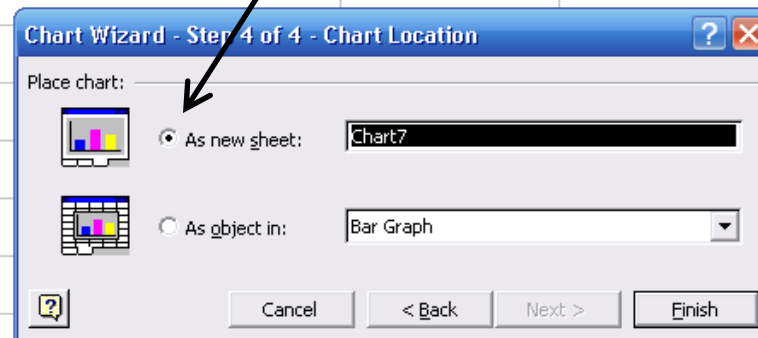 Chart Wizard - Step 4 of 4 - Chart Location
?
Place chart:
As new sheet: Chart7
As object in: Bar Graph
? Cancel < Back Next > Finish